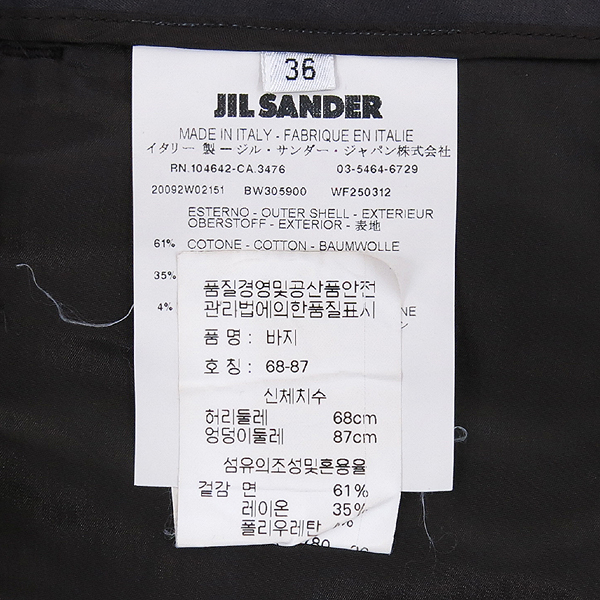 36
JIL SANDER
MADE IN ITALY - FABRIQUE EN ITALIE
イタリー 製 ージル・サンダー・ジャパン株式会社
RN.104642-CA.3476 03-5464-6729
20092W02151 BW305900 WF250312
ESTERNO - OUTER SHELL - EXTERIEUR
OBERSTOFF - EXTERIOR - 表地
61% COTONE - COTTON - BAUMWOLLE
35%
4%
품질경영및공산품안전
관리법에의한품질표시
품 명 : 바지
호 칭 : 68-87
신체치수
허리둘레 68cm
엉덩이둘레 87cm
섬유의조성및혼용율
겉감 면 61%
레이온 35%
폴리우레탄 %